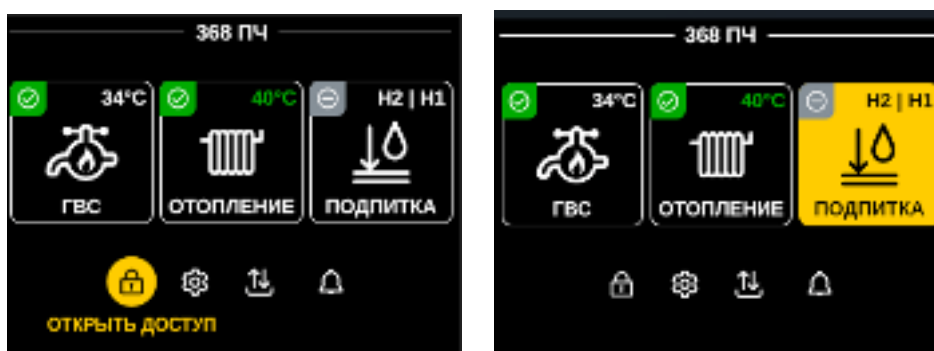 368 ПЧ
34°C 40°C H2 | H1
ГВС ОТОПЛЕНИЕ ПОДПИТКА
ОТКРЫТЬ ДОСТУП
368 ПЧ
34°C 40°C H2 | H1
ГВС ОТОПЛЕНИЕ ПОДПИТКА